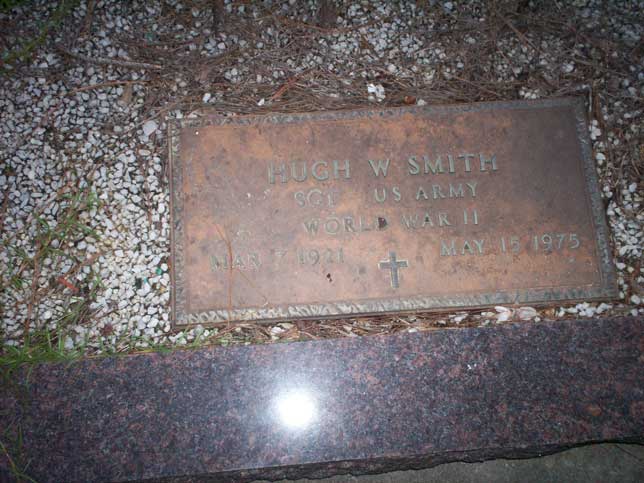 HUGH W SMITH
SGT US ARMY
WORLD WAR II
MAR 7 1921 MAY 15 1975